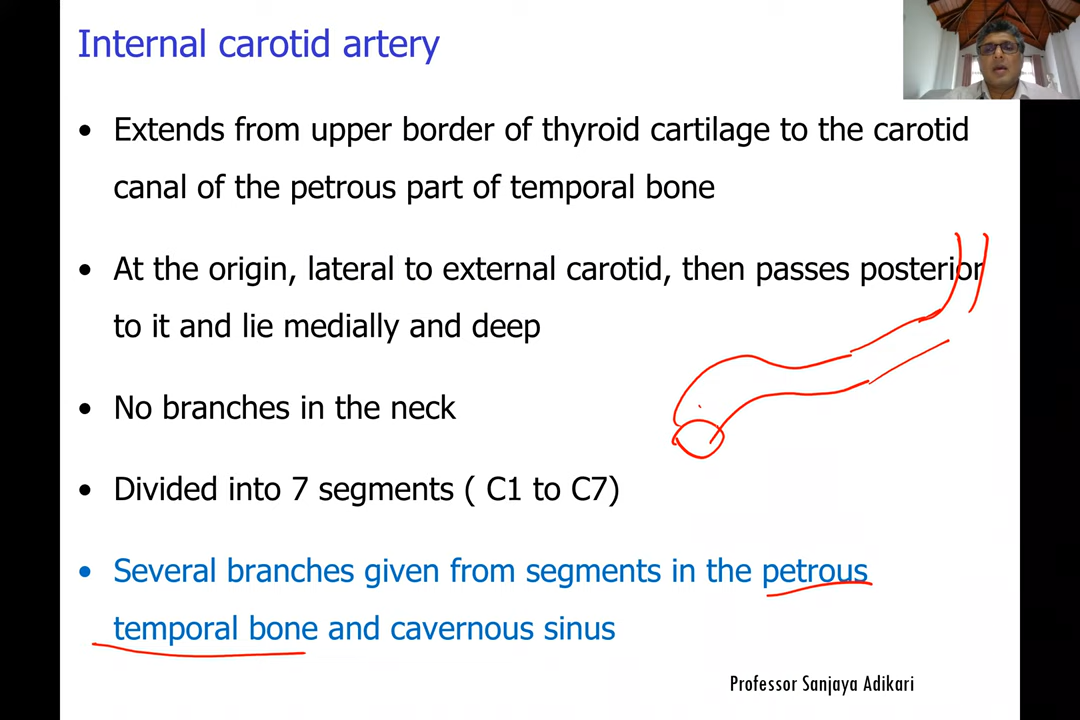 Internal carotid artery
• Extends from upper border of thyroid cartilage to the carotid
canal of the petrous part of temporal bone
• At the origin, lateral to external carotid, then passes posterior
to it and lie medially and deep
• No branches in the neck
• Divided into 7 segments ( C1 to C7)
• Several branches given from segments in the petrous
temporal bone and cavernous sinus
Professor Sanjaya Adikari